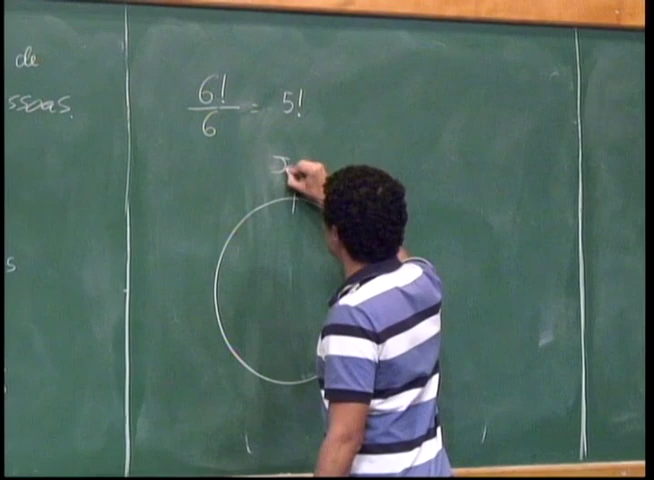 de
ssoas.
6!/6 = 5!
s